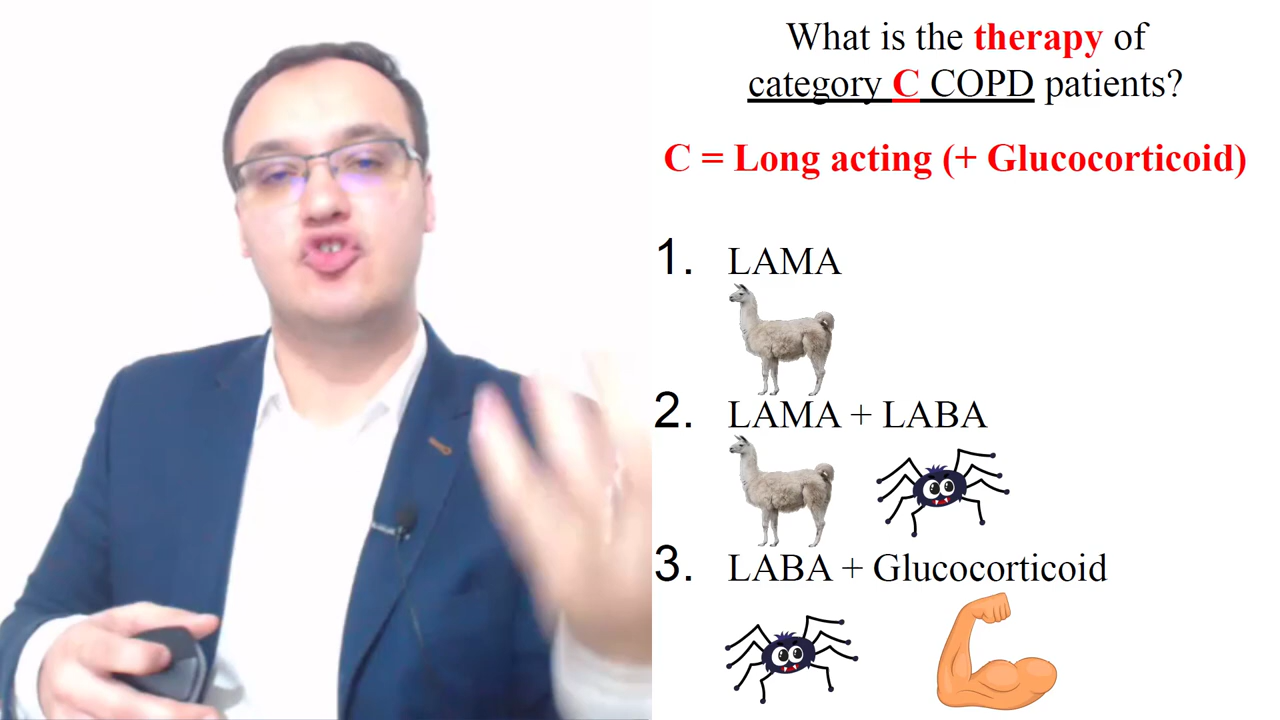 What is the therapy of
category C COPD patients?
C = Long acting (+ Glucocorticoid)
1. LAMA
2. LAMA + LABA
3. LABA + Glucocorticoid